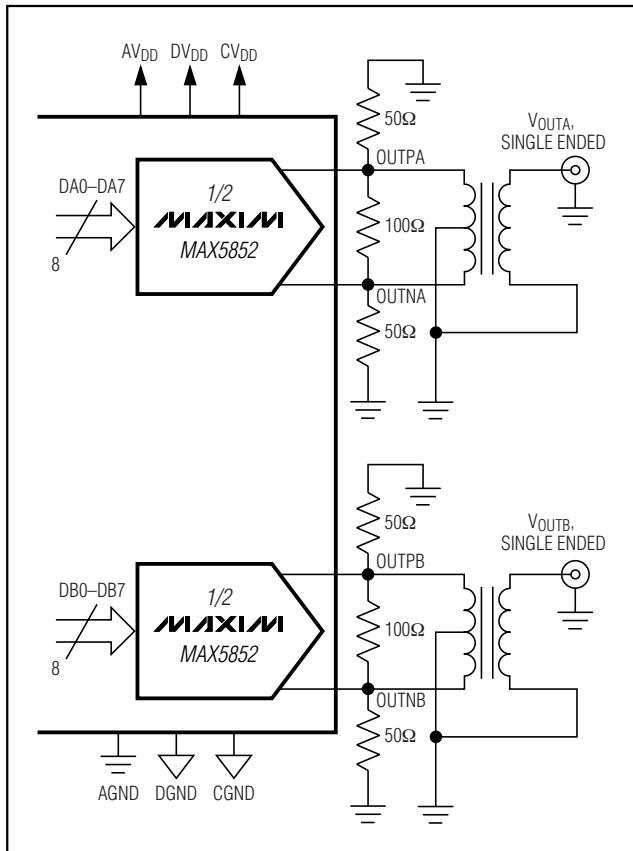 AVDD DVDD CVDD
50Ω
VOUTA,
SINGLE ENDED
OUTPA
DA0–DA7
1/2
MAXIM
MAX5852
8
100Ω
OUTNA
50Ω
50Ω
VOUTB,
SINGLE ENDED
OUTPB
DB0–DB7
1/2
MAXIM
MAX5852
8
100Ω
OUTNB
50Ω
AGND DGND CGND